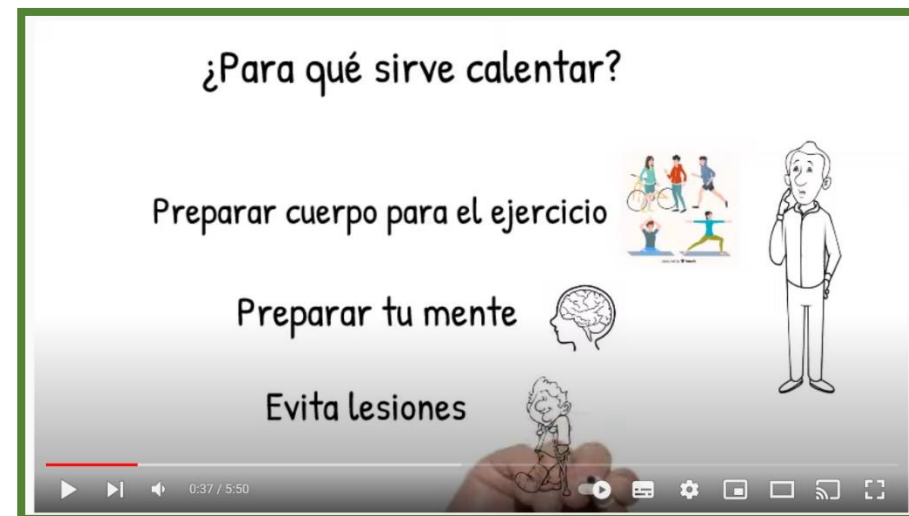 ¿Para qué sirve calentar?
Preparar cuerpo para el ejercicio
Preparar tu mente
Evita lesiones
0:37 / 5:50